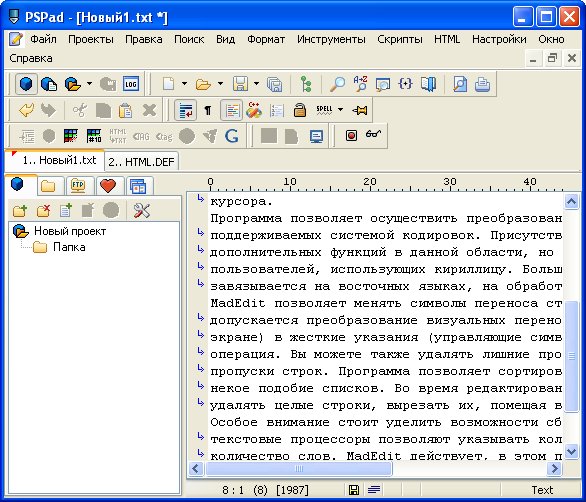 PSPad - [Новый1.txt *]
Файл Проекты Правка Поиск Вид Формат Инструменты Скрипты HTML Настройки Окно
Справка
LOG
A-Z
¶ SPELL
#10 HTML TXT TAG tag G
1.. Новый1.txt 2.. HTML.DEF
FTP
0 10 20 30 40
Новый проект
Папка
курсора.
Программа позволяет осуществить преобразован
поддерживаемых системой кодировок. Присутств
дополнительных функций в данной области, но
пользователей, использующих кириллицу. Больш
завязывается на восточных языках, на обработ
MadEdit позволяет менять символы переноса ст
допускается преобразование визуальных перено
экране) в жесткие указания (управляющие симв
операция. Вы можете также удалять лишние про
пропуски строк. Программа позволяет сортиров
некое подобие списков. Во время редактирован
удалять целые строки, вырезать их, помещая в
Особое внимание стоит уделить возможности сб
текстовые процессоры позволяют указывать кол
количество слов. MadEdit действует, в этом п
8 : 1 (8) [1987] Text